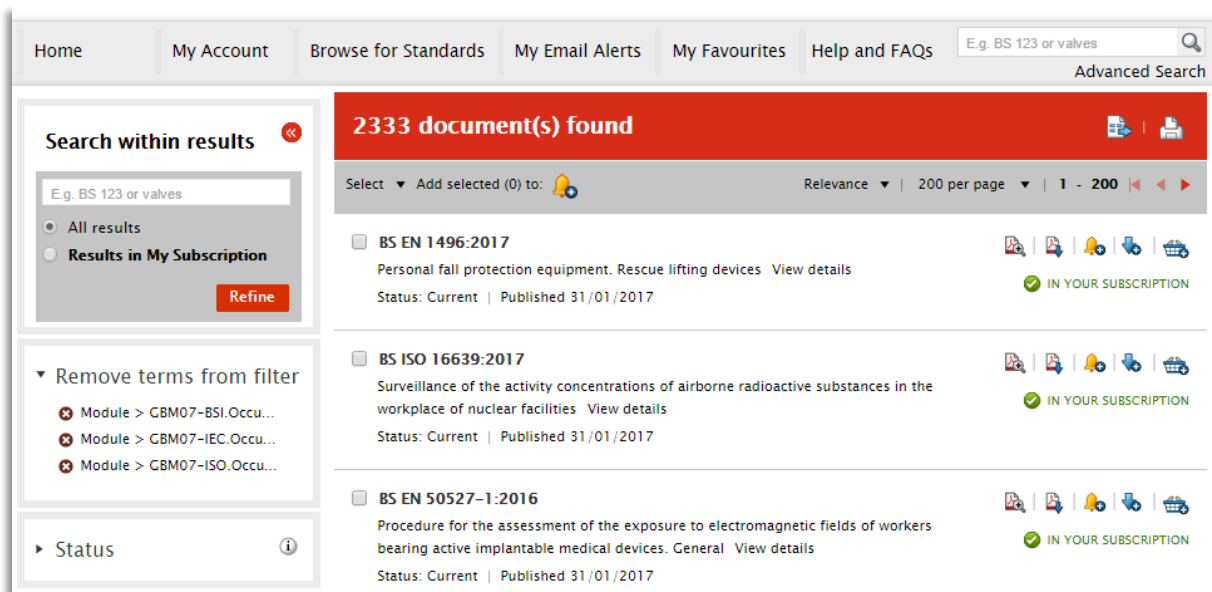 Home My Account Browse for Standards My Email Alerts My Favourites Help and FAQs E.g. BS 123 or valves
Advanced Search
Search within results
E.g. BS 123 or valves
All results
Results in My Subscription
Refine
Remove terms from filter
Module > GBM07-BSI.Occu...
Module > GBM07-IEC.Occu...
Module > GBM07-ISO.Occu...
Status
2333 document(s) found
Select Add selected (0) to: Relevance | 200 per page | 1 - 200
BS EN 1496:2017
Personal fall protection equipment. Rescue lifting devices View details
Status: Current | Published 31/01/2017
IN YOUR SUBSCRIPTION
BS ISO 16639:2017
Surveillance of the activity concentrations of airborne radioactive substances in the
workplace of nuclear facilities View details
Status: Current | Published 31/01/2017
IN YOUR SUBSCRIPTION
BS EN 50527-1:2016
Procedure for the assessment of the exposure to electromagnetic fields of workers
bearing active implantable medical devices. General View details
Status: Current | Published 31/01/2017
IN YOUR SUBSCRIPTION